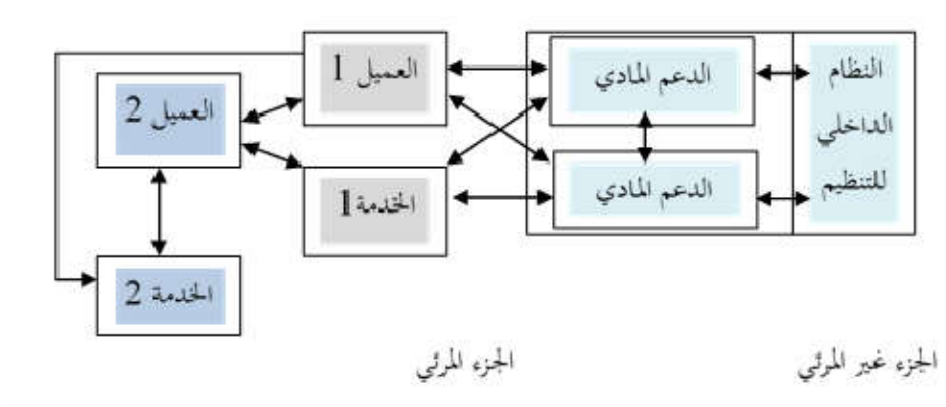 النظام
الداخلي
للتنظيم
الدعم المادي
الدعم المادي
العميل 1
الخدمة 1
العميل 2
الخدمة 2
الجزء غير المرئي
الجزء المرئي